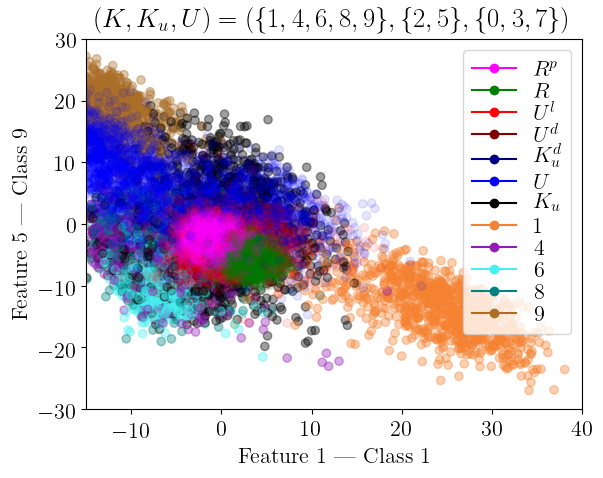 (K, K_u, U) = ({1, 4, 6, 8, 9}, {2, 5}, {0, 3, 7})
30
20
10
0
−10
−20
−30
Feature 5 — Class 9
R^p
R
U^l
U^d
K_u^d
U
K_u
1
4
6
8
9
−10
0
10
20
30
40
Feature 1 — Class 1